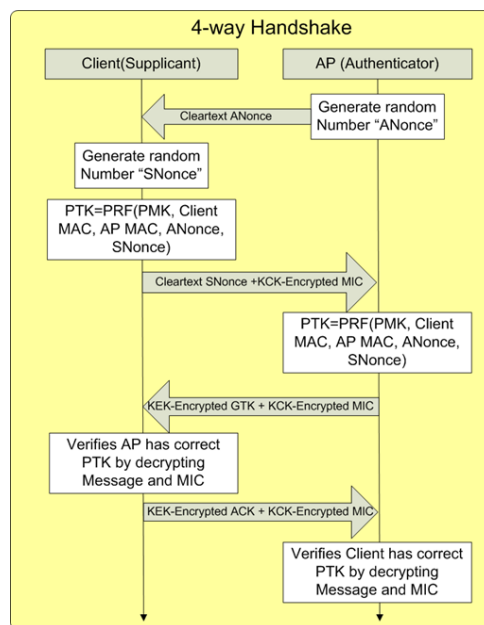 4-way Handshake
Client(Supplicant)
AP (Authenticator)
Generate random
Number “ANonce”
Cleartext ANonce
Generate random
Number “SNonce”
PTK=PRF(PMK, Client
MAC, AP MAC, ANonce,
SNonce)
Cleartext SNonce +KCK-Encrypted MIC
PTK=PRF(PMK, Client
MAC, AP MAC, ANonce,
SNonce)
KEK-Encrypted GTK + KCK-Encrypted MIC
Verifies AP has correct
PTK by decrypting
Message and MIC
KEK-Encrypted ACK + KCK-Encrypted MIC
Verifies Client has correct
PTK by decrypting
Message and MIC